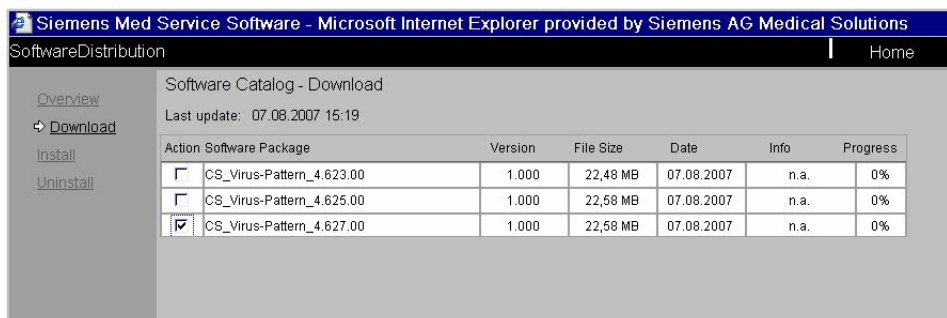 Siemens Med Service Software - Microsoft Internet Explorer provided by Siemens AG Medical Solutions
SoftwareDistribution Home
Overview
Download
Install
Uninstall
Software Catalog - Download
Last update: 07.08.2007 15:19
Action Software Package Version File Size Date Info Progress
CS_Virus-Pattern_4.623.00 1.000 22,48 MB 07.08.2007 n.a. 0%
CS_Virus-Pattern_4.625.00 1.000 22,58 MB 07.08.2007 n.a. 0%
CS_Virus-Pattern_4.627.00 1.000 22,58 MB 07.08.2007 n.a. 0%